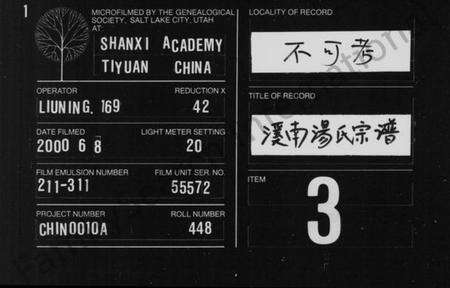 1
MICROFILMED BY THE GENEALOGICAL
SOCIETY, SALT LAKE CITY, UTAH
AT:
SHANXI ACADEMY
TIYUAN CHINA
OPERATOR REDUCTION X
LIUNING. 169 42
DATE FILMED LIGHT METER SETTING
2000 6 8 20
FILM EMULSION NUMBER FILM UNIT SER. NO.
211-311 55572
PROJECT NUMBER ROLL NUMBER
CHIN0010A 448
LOCALITY OF RECORD
不可考
TITLE OF RECORD
溪南湯氏宗谱
ITEM
3